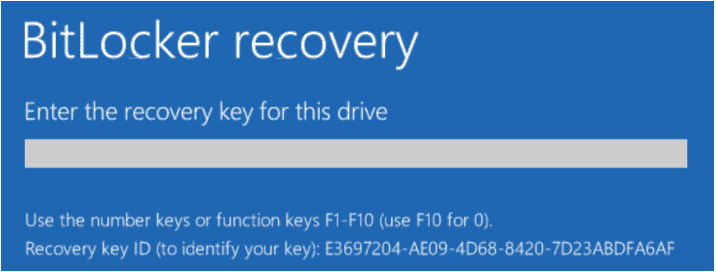 BitLocker recovery
Enter the recovery key for this drive
Use the number keys or function keys F1-F10 (use F10 for 0).
Recovery key ID (to identify your key): E3697204-AE09-4D68-8420-7D23ABDFA6AF